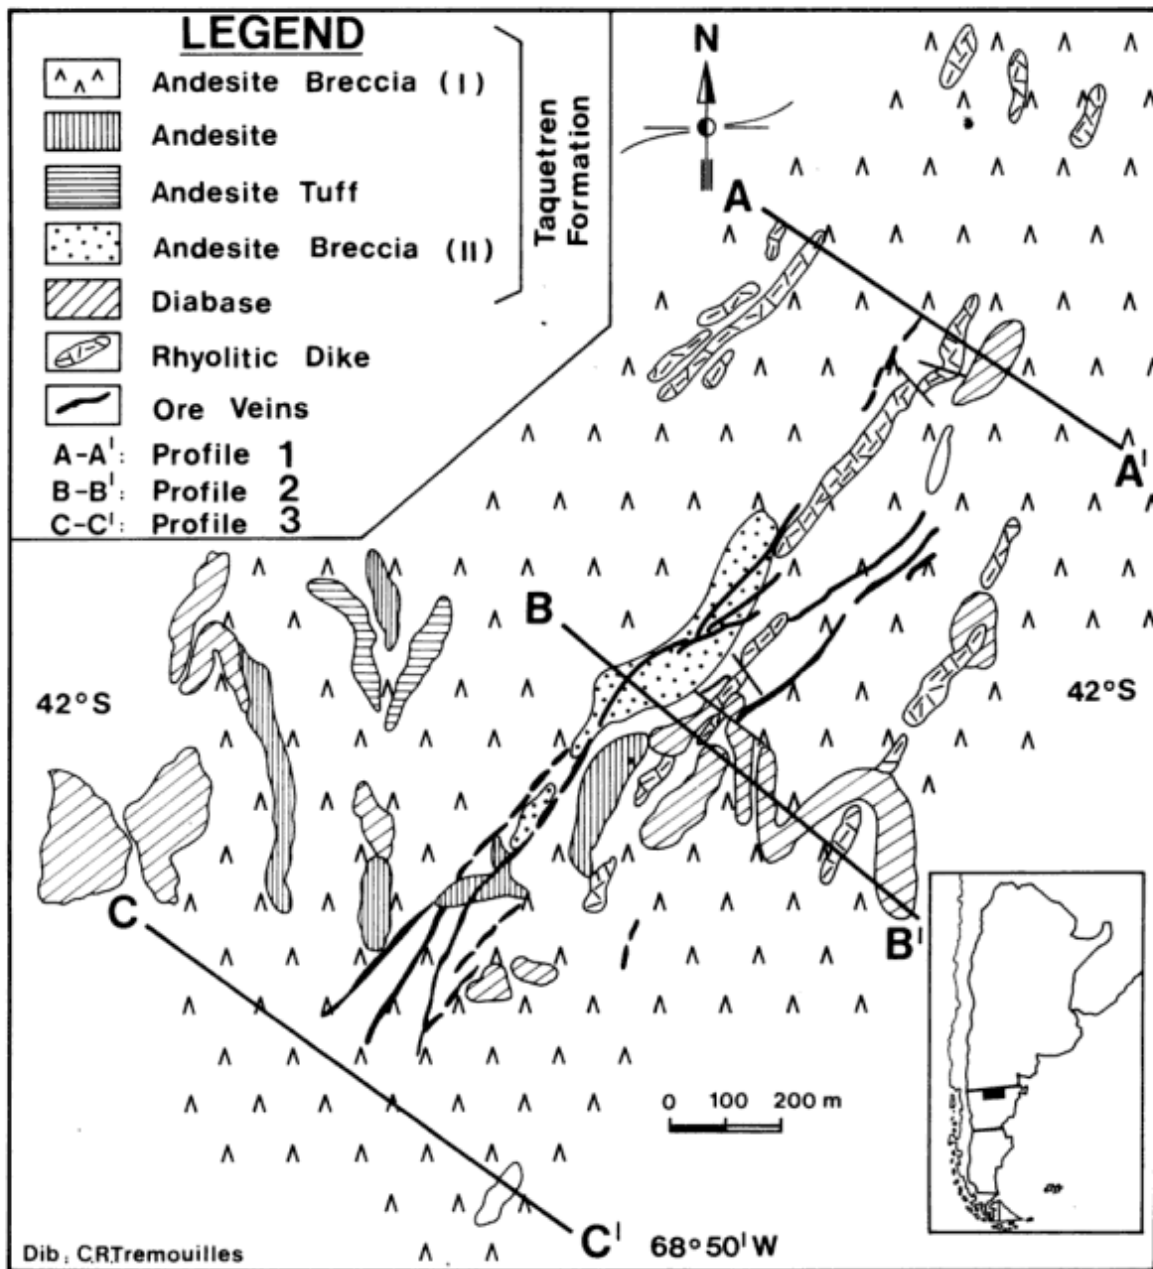 LEGEND
Andesite Breccia (I)
Andesite
Andesite Tuff
Andesite Breccia (II)
Diabase
Rhyolitic Dike
Ore Veins
A-A': Profile 1
B-B': Profile 2
C-C': Profile 3
Taquetren
Formation
N
A
A'
B
42°S
42°S
C
B'
0 100 200 m
C'
68°50'W
Dib: C.R.Tremouilles